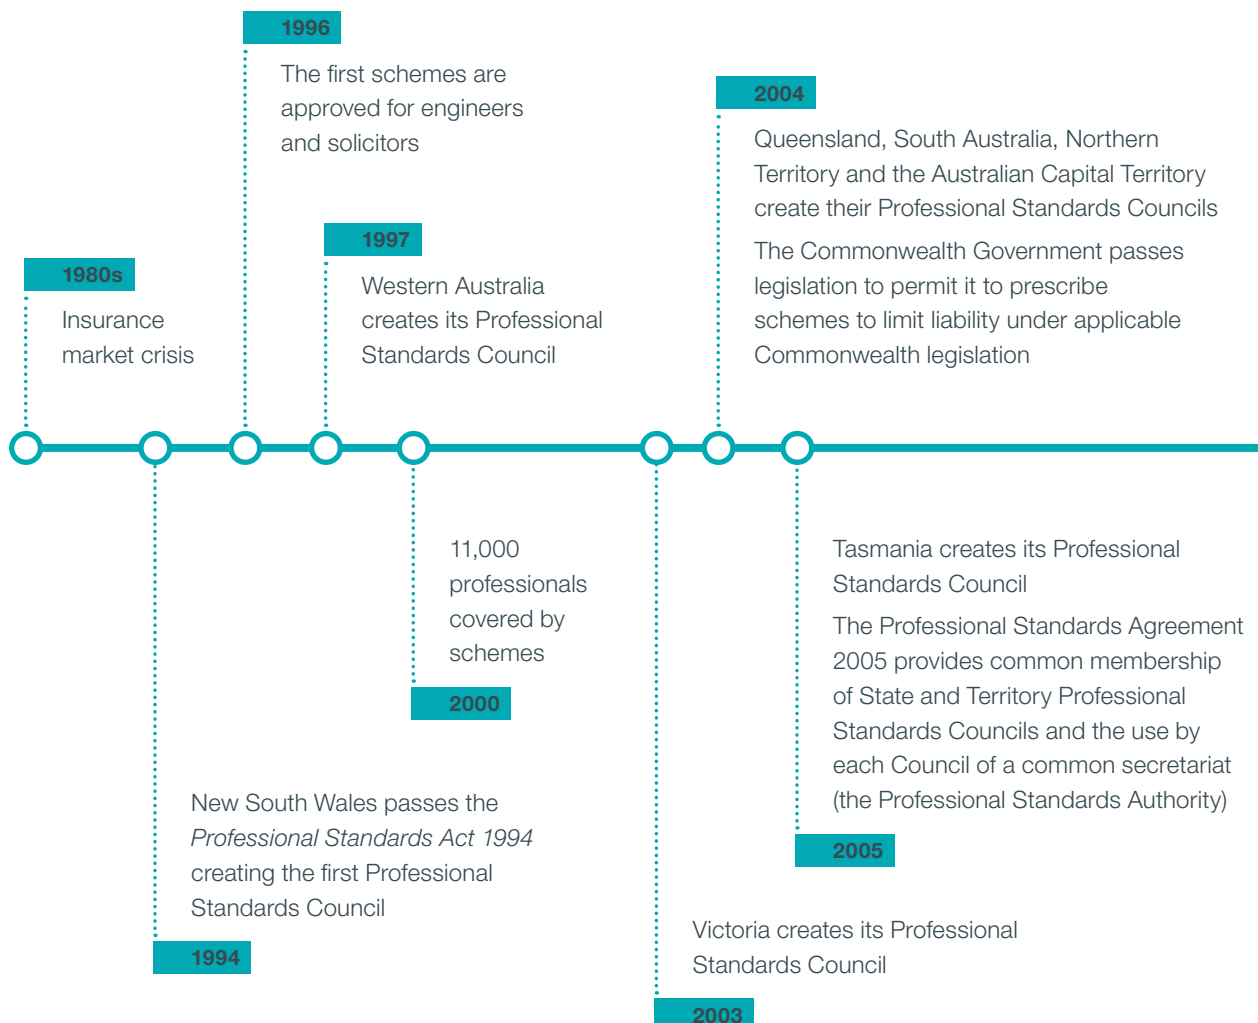 1980s
Insurance
market crisis
New South Wales passes the
Professional Standards Act 1994
creating the first Professional
Standards Council
1994
1996
The first schemes are
approved for engineers
and solicitors
1997
Western Australia
creates its Professional
Standards Council
11,000
professionals
covered by
schemes
2000
Victoria creates its Professional
Standards Council
2003
2004
Queensland, South Australia, Northern
Territory and the Australian Capital Territory
create their Professional Standards Councils
The Commonwealth Government passes
legislation to permit it to prescribe
schemes to limit liability under applicable
Commonwealth legislation
Tasmania creates its Professional
Standards Council
The Professional Standards Agreement
2005 provides common membership
of State and Territory Professional
Standards Councils and the use by
each Council of a common secretariat
(the Professional Standards Authority)
2005